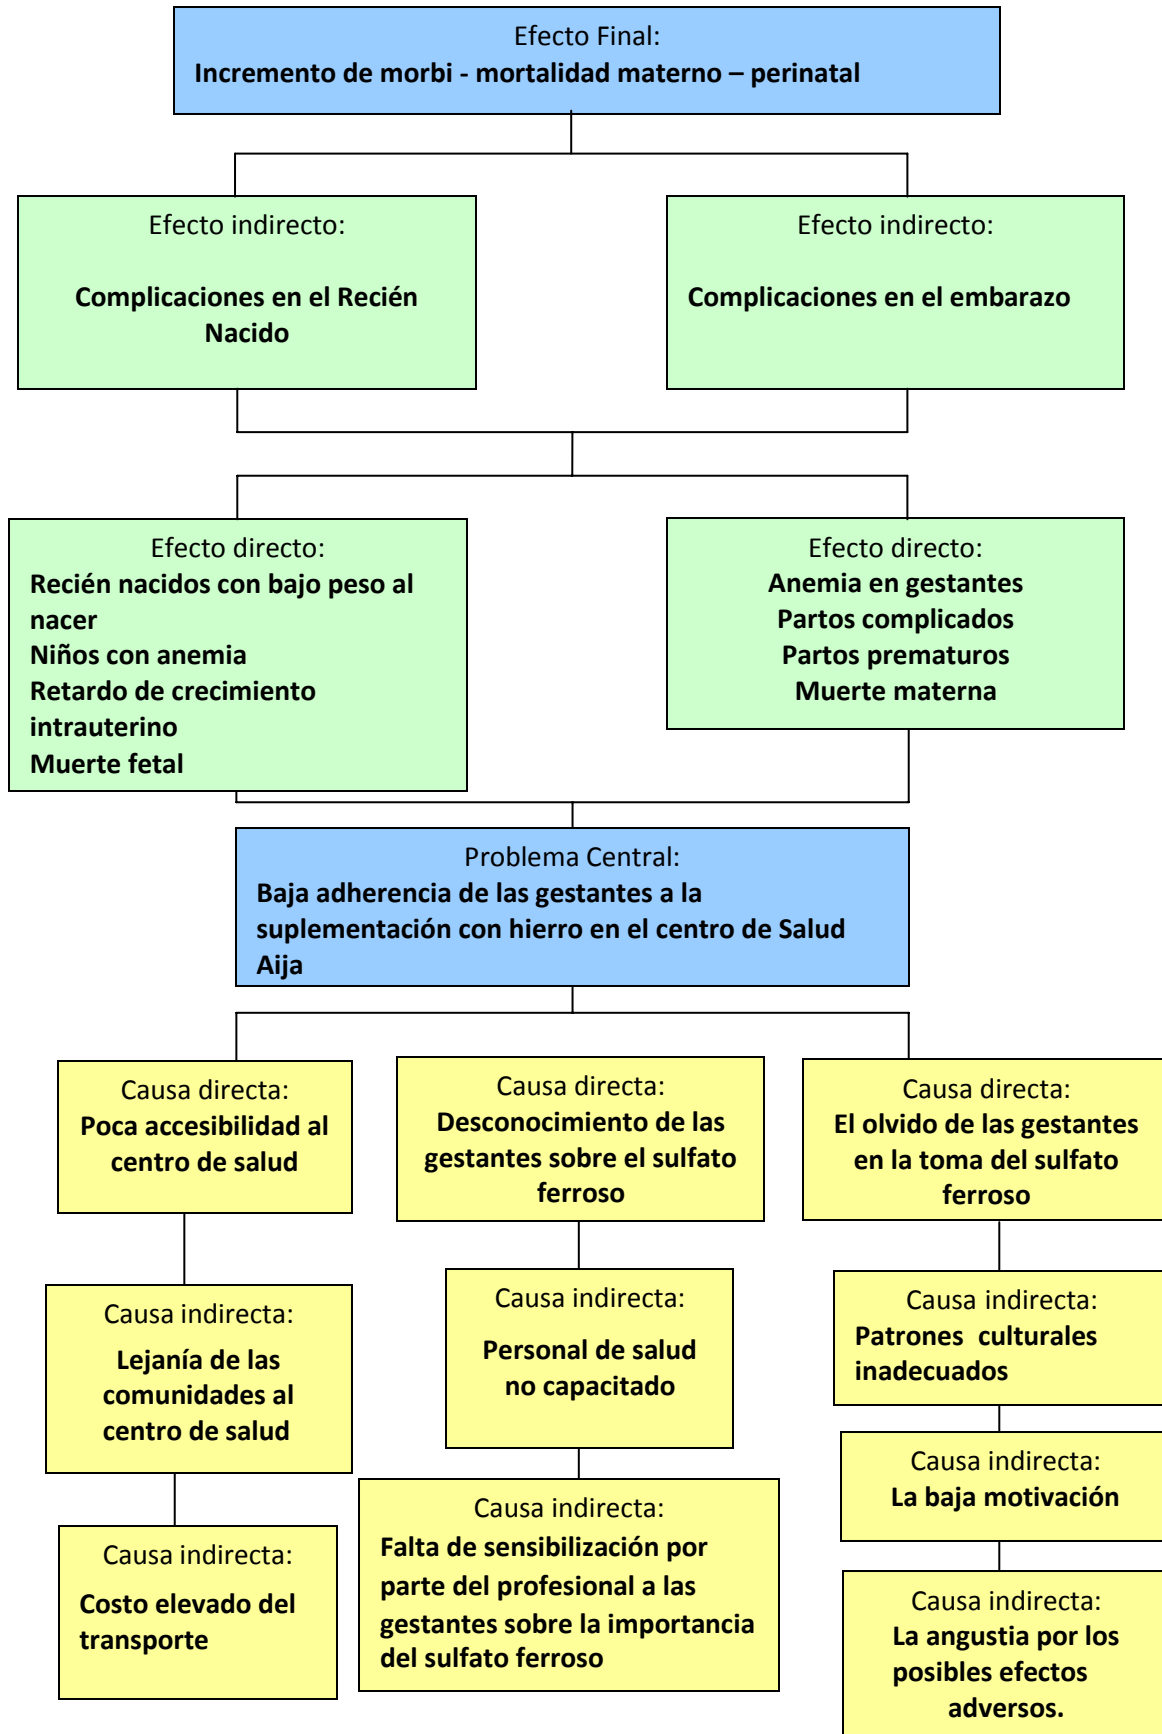 Efecto Final:
Incremento de morbi - mortalidad materno – perinatal
Efecto indirecto:
Complicaciones en el Recién
Nacido
Efecto indirecto:
Complicaciones en el embarazo
Efecto directo:
Recién nacidos con bajo peso al
nacer
Niños con anemia
Retardo de crecimiento
intrauterino
Muerte fetal
Efecto directo:
Anemia en gestantes
Partos complicados
Partos prematuros
Muerte materna
Problema Central:
Baja adherencia de las gestantes a la
suplementación con hierro en el centro de Salud
Aija
Causa directa:
Poca accesibilidad al
centro de salud
Causa directa:
Desconocimiento de las
gestantes sobre el sulfato
ferroso
Causa directa:
El olvido de las gestantes
en la toma del sulfato
ferroso
Causa indirecta:
Lejanía de las
comunidades al
centro de salud
Causa indirecta:
Personal de salud
no capacitado
Causa indirecta:
Patrones culturales
inadecuados
Causa indirecta:
La baja motivación
Causa indirecta:
Costo elevado del
transporte
Causa indirecta:
Falta de sensibilización por
parte del profesional a las
gestantes sobre la importancia
del sulfato ferroso
Causa indirecta:
La angustia por los
posibles efectos
adversos.